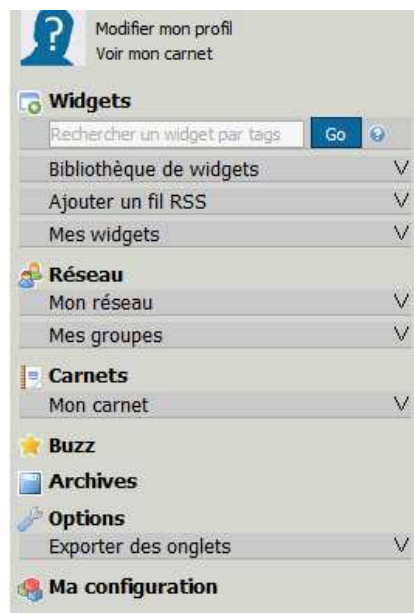 Modifier mon profil
Voir mon carnet
Widgets
Rechercher un widget par tags Go
Bibliothèque de widgets V
Ajouter un fil RSS V
Mes widgets V
Réseau
Mon réseau V
Mes groupes V
Carnets
Mon carnet V
Buzz
Archives
Options
Exporter des onglets V
Ma configuration